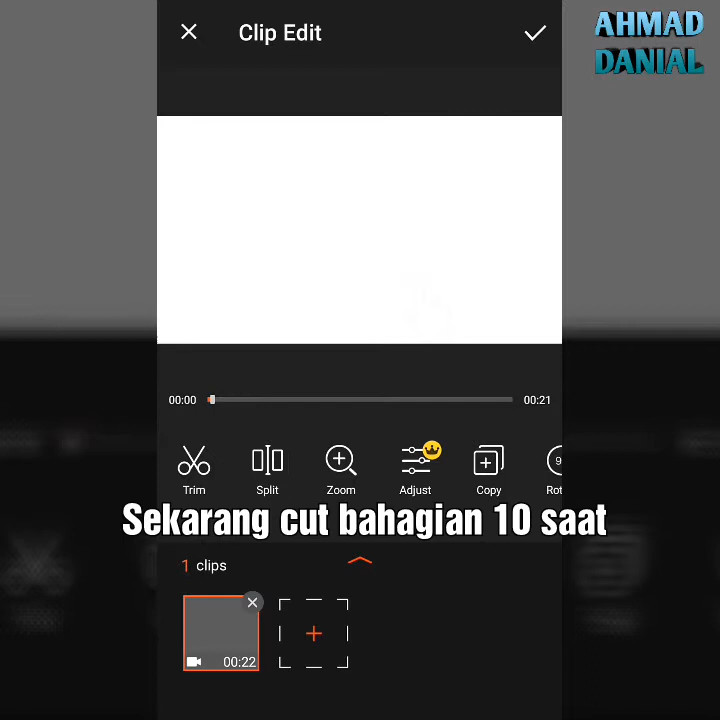 AHMAD
DANIAL
Clip Edit
00:00
00:21
Trim
Split
Zoom
Adjust
Copy
Rot
Sekarang cut bahagian 10 saat
1 clips
00:22